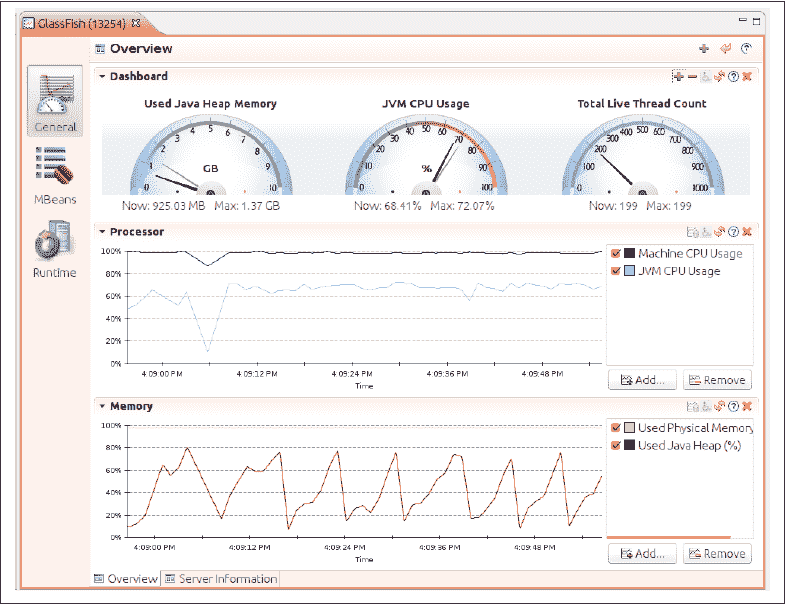 GlassFish (13254)
Overview
General
MBeans
Runtime
Dashboard
Used Java Heap Memory
0 1 2 3 4 5 6 7 8 9 10
GB
Now: 925.03 MB Max: 1.37 GB
JVM CPU Usage
0 10 20 30 40 50 60 70 80 90 100
%
Now: 68.41% Max: 72.07%
Total Live Thread Count
0 100 200 300 400 500 600 700 800 900 1000
Now: 199 Max: 199
Processor
100%
80%
60%
40%
20%
0%
4:09:00 PM 4:09:12 PM 4:09:24 PM 4:09:36 PM 4:09:48 PM
Time
Machine CPU Usage
JVM CPU Usage
Add... Remove
Memory
100%
80%
60%
40%
20%
0%
4:09:00 PM 4:09:12 PM 4:09:24 PM 4:09:36 PM 4:09:48 PM
Time
Used Physical Memory
Used Java Heap (%)
Add... Remove
Overview Server Information